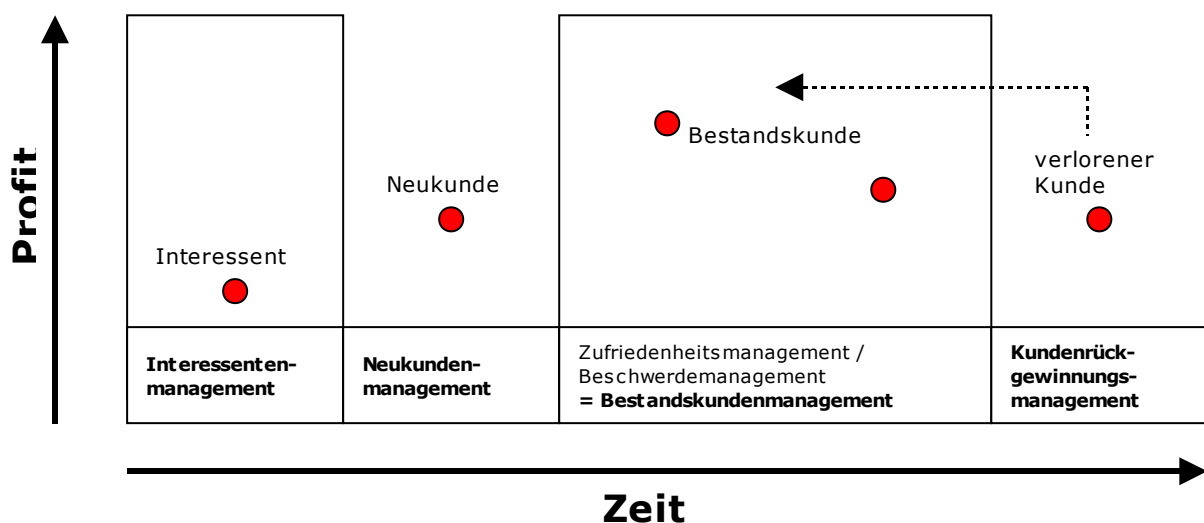 Profit
Bestandskunde
Neukunde
verlorener
Kunde
Interessent
Interessenten-
management
Neukunden-
management
Zufriedenheitsmanagement /
Beschwerdemanagement
= Bestandskundenmanagement
Kundenrück-
gewinnungs-
management
Zeit